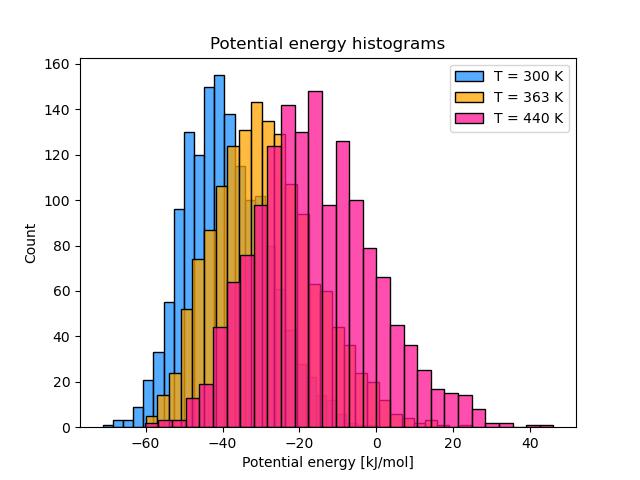 Potential energy histograms
160
140
120
100
80
60
40
20
0
Count
T = 300 K
T = 363 K
T = 440 K
−60 −40 −20 0 20 40
Potential energy [kJ/mol]